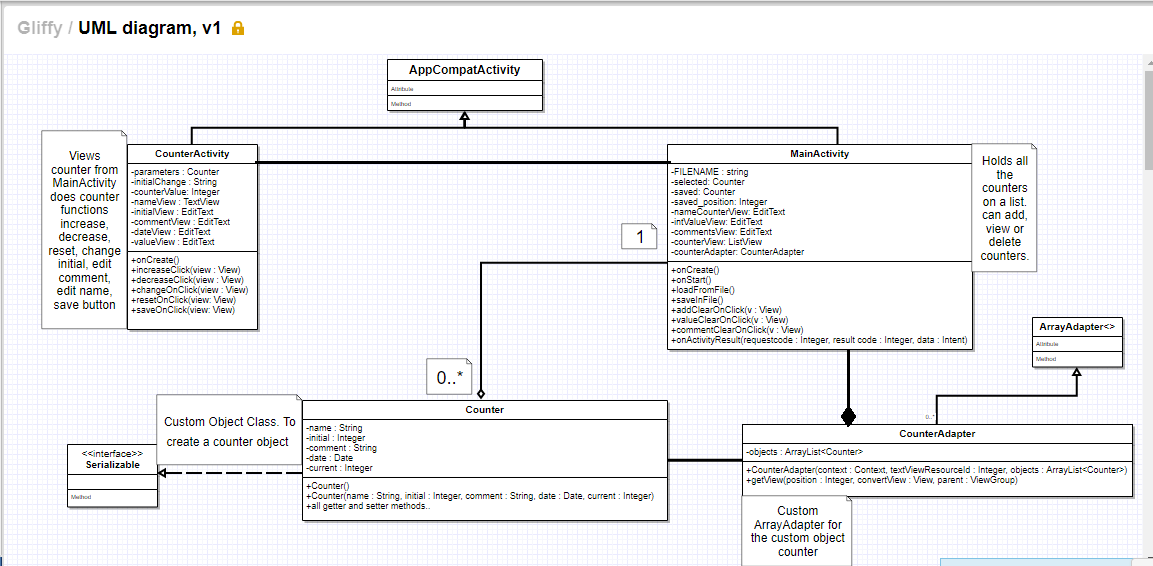 Gliffy / UML diagram, v1
AppCompatActivity
Attribute
Method
Views
counter from
MainActivity
does counter
functions
increase,
decrease,
reset, change
initial, edit
comment,
edit name,
save button
CounterActivity
-parameters : Counter
-initialChange : String
-counterValue: Integer
-nameView : TextView
-initialView : EditText
-commentView : EditText
-dateView : EditText
-valueView : EditText
+onCreate()
+increaseClick(view : View)
+decreaseClick(view : View)
+changeOnClick(view : View)
+resetOnClick(view: View)
+saveOnClick(view: View)
MainActivity
-FILENAME : string
-selected: Counter
-saved: Counter
-saved_position: Integer
-nameCounterView: EditText
-intValueView: EditText
-commentsView: EditText
-counterView: ListView
-counterAdapter: CounterAdapter
+onCreate()
+onStart()
+loadFromFile()
+saveInFile()
+addClearOnClick(v : View)
+valueClearOnClick(v : View)
+commentClearOnClick(v : View)
+onActivityResult(requestcode : Integer, result code : Integer, data : Intent)
Holds all
the
counters
on a list.
can add,
view or
delete
counters.
1
ArrayAdapter<>
Attribute
Method
0..*
Custom Object Class. To
create a counter object
Counter
-name : String
-initial : Integer
-comment : String
-date : Date
-current : Integer
+Counter()
+Counter(name : String, initial : Integer, comment : String, date : Date, current : Integer)
+all getter and setter methods..
<<interface>>
Serializable
Method
0..*
CounterAdapter
-objects : ArrayList<Counter>
+CounterAdapter(context : Context, textViewResourceId : Integer, objects : ArrayList<Counter>)
+getView(position : Integer, convertView : View, parent : ViewGroup)
Custom
ArrayAdapter for
the custom object
counter